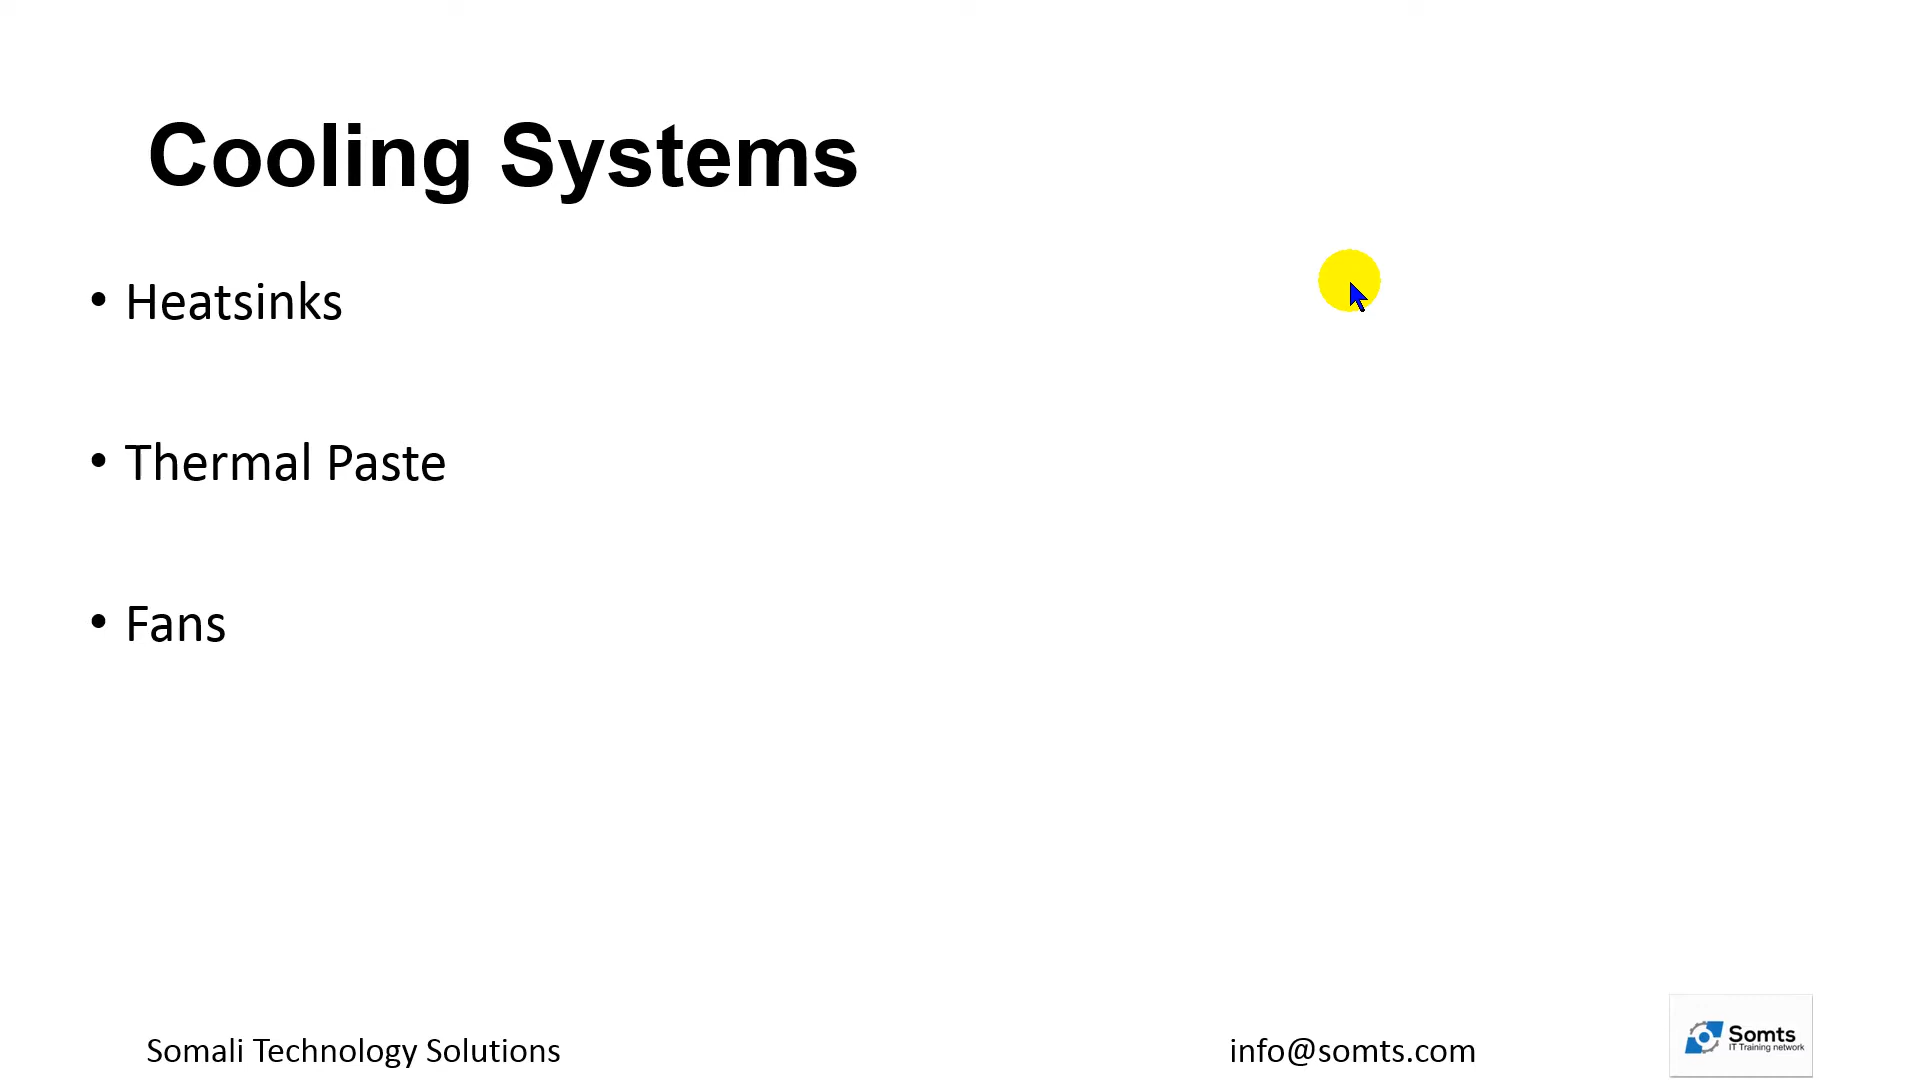 Cooling Systems
• Heatsinks
• Thermal Paste
• Fans
Somali Technology Solutions
info@somts.com
Somts
IT Training network